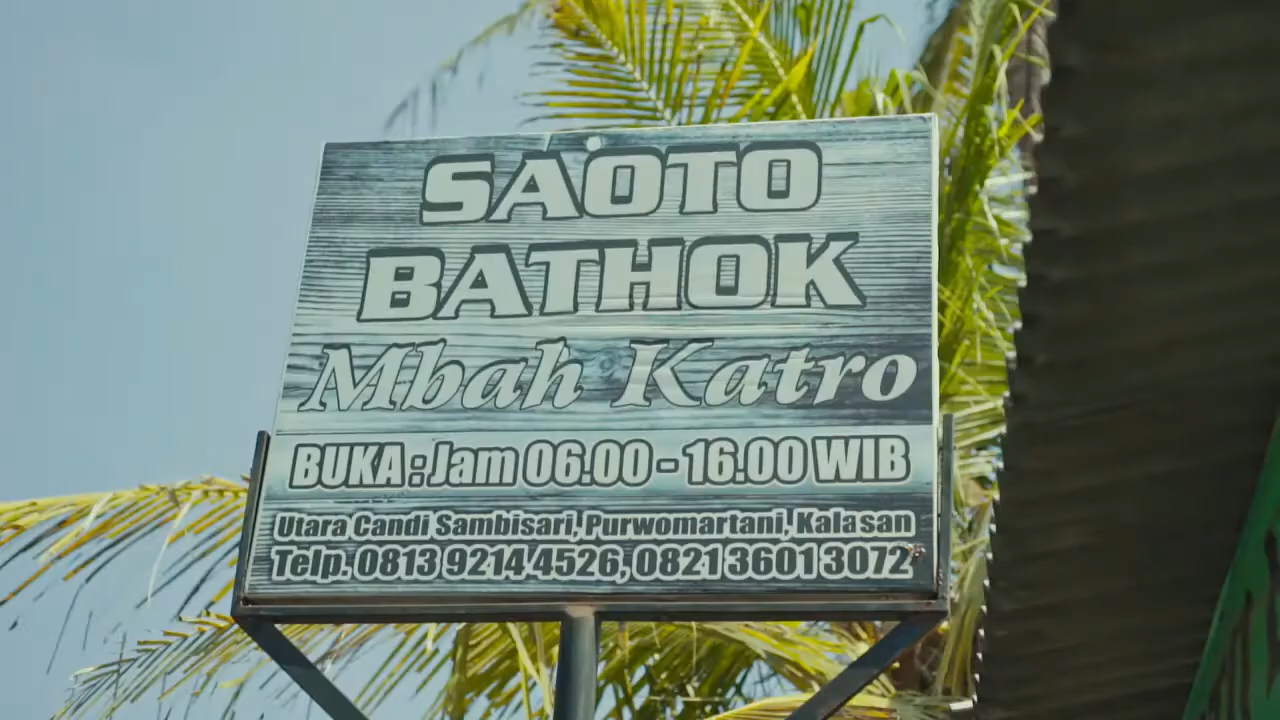 SAOTO
BATHOK
Mbah Katro
BUKA : Jam 06.00 - 16.00 WIB
Utara Candi Sambisari, Purwomartani, Kalasan
Telp. 0813 9214 4526, 0821 3601 3072